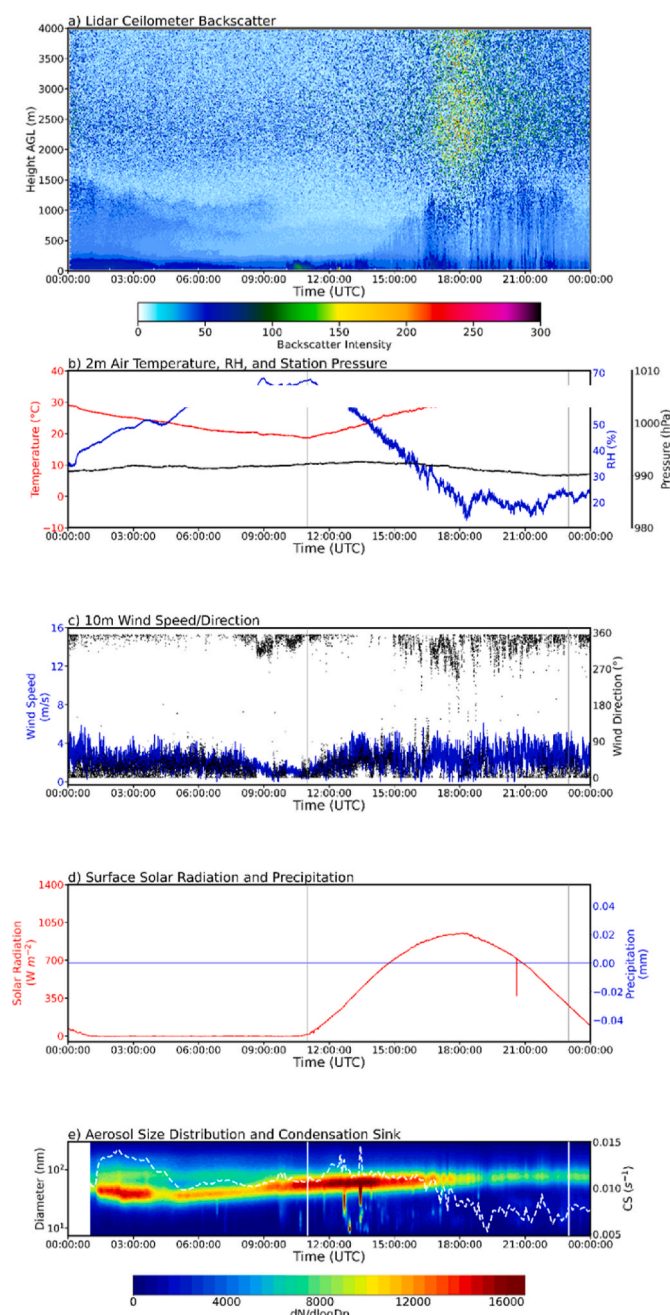 a) Lidar Ceilometer Backscatter
4000
3500
3000
2500
2000
1500
1000
500
0
Height AGL (m)
00:00:00 03:00:00 06:00:00 09:00:00 12:00:00 15:00:00 18:00:00 21:00:00 00:00:00
Time (UTC)
0 50 100 150 200 250 300
Backscatter Intensity
b) 2m Air Temperature, RH, and Station Pressure
40
30
20
10
0
−10
Temperature (°C)
70
50
40
30
20
10
RH (%)
1010
1000
990
980
Pressure (hPa)
00:00:00 03:00:00 06:00:00 09:00:00 12:00:00 15:00:00 18:00:00 21:00:00 00:00:00
Time (UTC)
c) 10m Wind Speed/Direction
16
12
8
4
0
Wind Speed
m/s)
360
270
180
90
0
Wind Direction (°)
00:00:00 03:00:00 06:00:00 09:00:00 12:00:00 15:00:00 18:00:00 21:00:00 00:00:00
Time (UTC)
d) Surface Solar Radiation and Precipitation
1400
1050
700
350
0
Solar Radiation
(W m⁻²)
0.04
0.02
0.00
−0.02
−0.04
Precipitation
(mm)
00:00:00 03:00:00 06:00:00 09:00:00 12:00:00 15:00:00 18:00:00 21:00:00 00:00:00
Time (UTC)
e) Aerosol Size Distribution and Condensation Sink
10²
10¹
Diameter (nm)
0.015
0.010
0.005
CS (s⁻¹)
00:00:00 03:00:00 06:00:00 09:00:00 12:00:00 15:00:00 18:00:00 21:00:00 00:00:00
Time (UTC)
0 4000 8000 12000 16000
dN/dlogDp